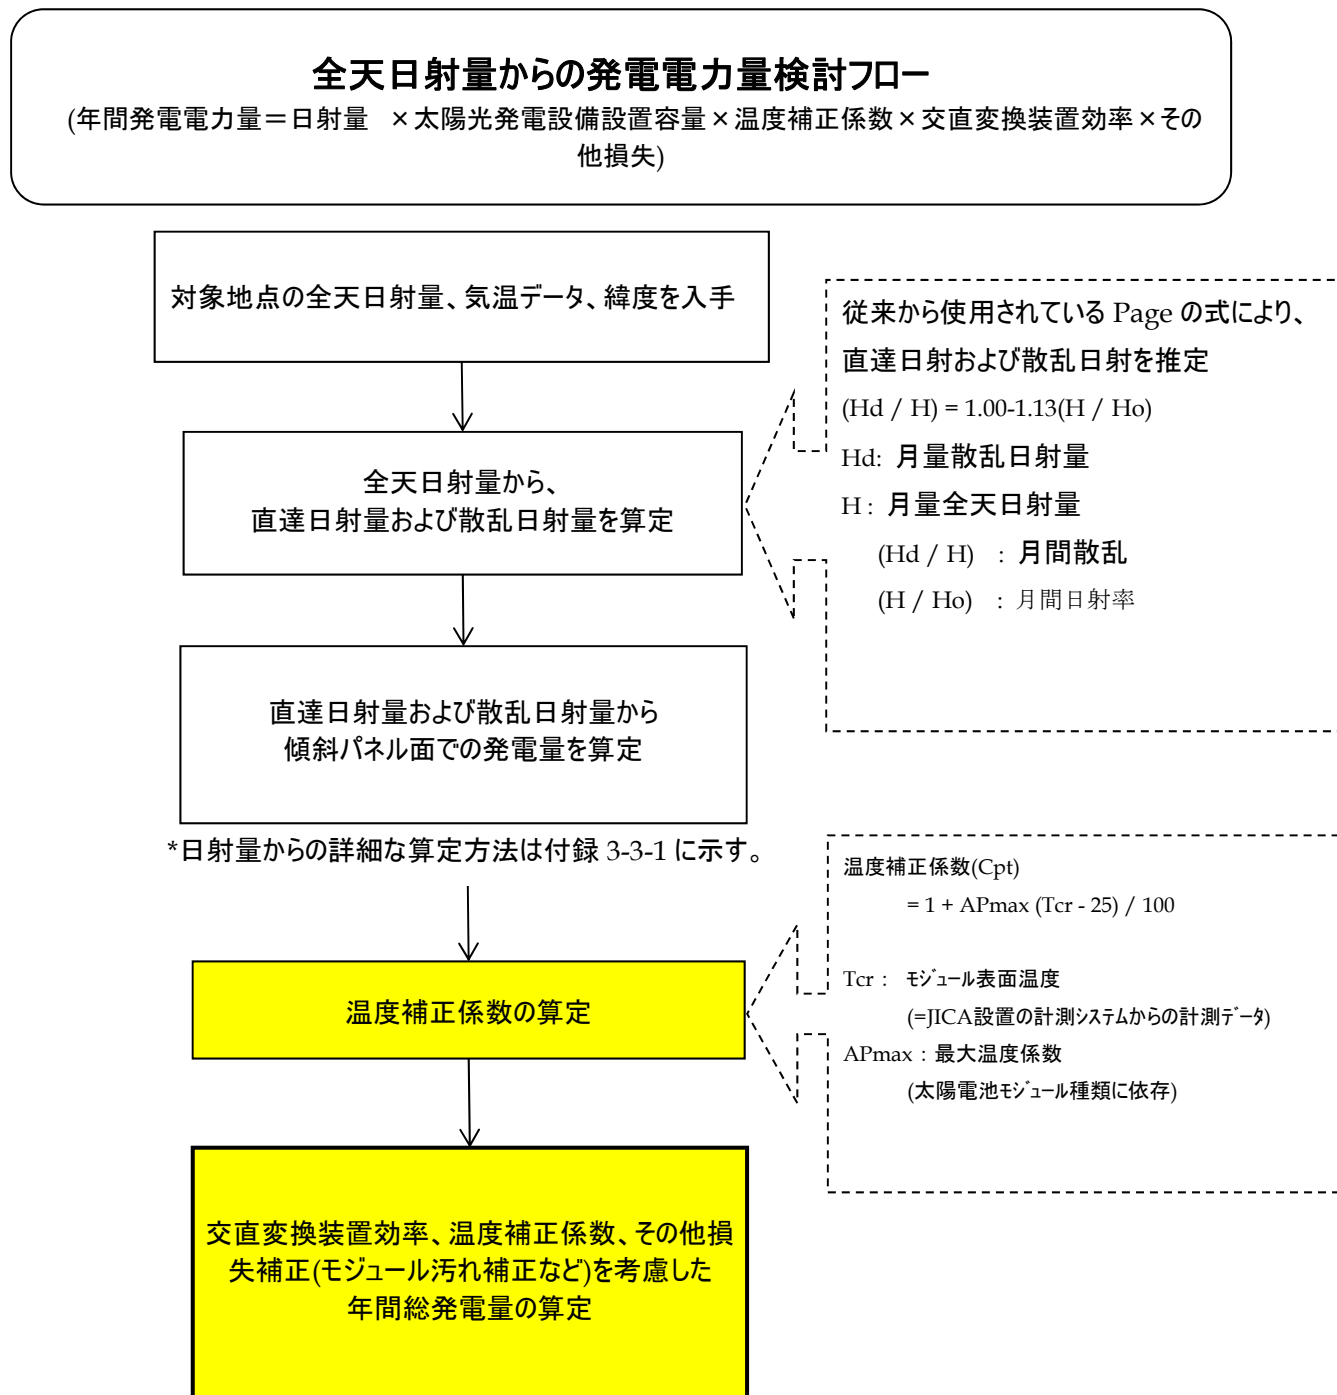 全天日射量からの発電電力量検討フロー
(年間発電電力量＝日射量　×太陽光発電設備設置容量×温度補正係数×交直変換装置効率×その
他損失)
対象地点の全天日射量、気温データ、緯度を入手
従来から使用されている Page の式により、
直達日射および散乱日射を推定
(Hd / H) = 1.00-1.13(H / Ho)
Hd: 月量散乱日射量
H : 月量全天日射量
(Hd / H) : 月間散乱
(H / Ho) : 月間日射率
全天日射量から、
直達日射量および散乱日射量を算定
直達日射量および散乱日射量から
傾斜パネル面での発電量を算定
*日射量からの詳細な算定方法は付録 3-3-1 に示す。
温度補正係数(Cpt)
= 1 + APmax (Tcr - 25) / 100
Tcr : ﾓｼﾞｭｰﾙ表面温度
(=JICA設置の計測システムからの計測ﾃﾞｰﾀ)
APmax : 最大温度係数
(太陽電池ﾓｼﾞｭｰﾙ種類に依存)
温度補正係数の算定
交直変換装置効率、温度補正係数、その他損
失補正(モジュール汚れ補正など)を考慮した
年間総発電量の算定